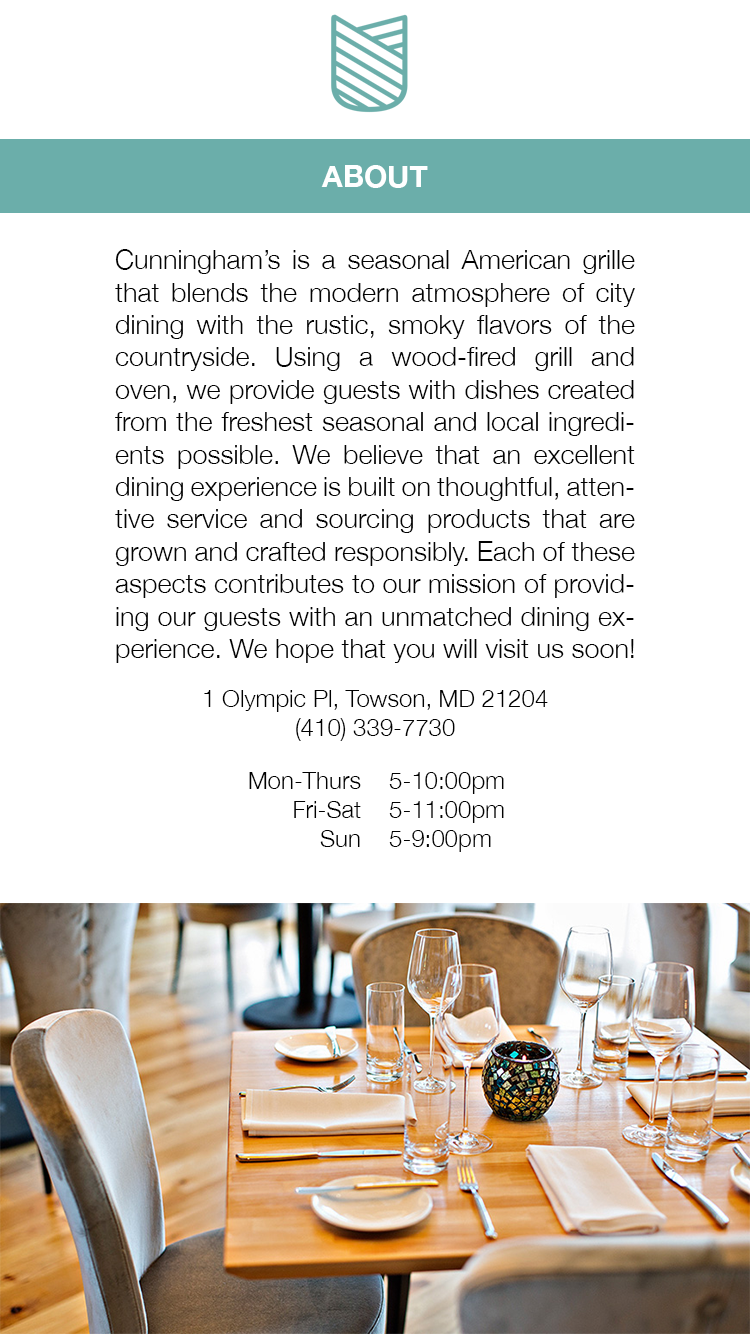 ABOUT
Cunningham’s is a seasonal American grille
that blends the modern atmosphere of city
dining with the rustic, smoky flavors of the
countryside. Using a wood-fired grill and
oven, we provide guests with dishes created
from the freshest seasonal and local ingredi-
ents possible. We believe that an excellent
dining experience is built on thoughtful, atten-
tive service and sourcing products that are
grown and crafted responsibly. Each of these
aspects contributes to our mission of provid-
ing our guests with an unmatched dining ex-
perience. We hope that you will visit us soon!
1 Olympic Pl, Towson, MD 21204
(410) 339-7730
Mon-Thurs 5-10:00pm
Fri-Sat 5-11:00pm
Sun 5-9:00pm